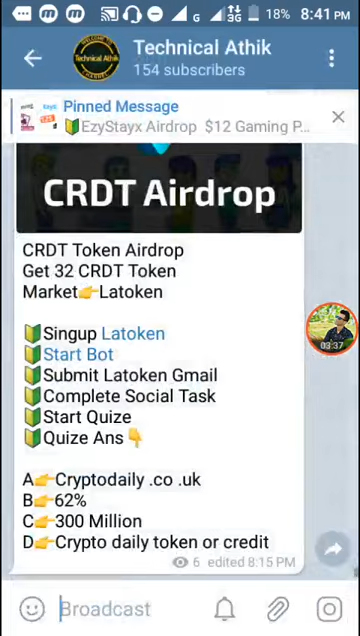 G
3G
18% 8:41 PM
Technical Athik
154 subscribers
Pinned Message
🔰EzyStayx Airdrop $12 Gaming P...
CRDT Airdrop
CRDT Token Airdrop
Get 32 CRDT Token
Market👉Latoken
🔰Singup Latoken
🔰Start Bot
🔰Submit Latoken Gmail
🔰Complete Social Task
🔰Start Quize
🔰Quize Ans👇
A👉Cryptodaily .co .uk
B👉62%
C👉300 Million
D👉Crypto daily token or credit
6 edited 8:15 PM
03:37
Broadcast